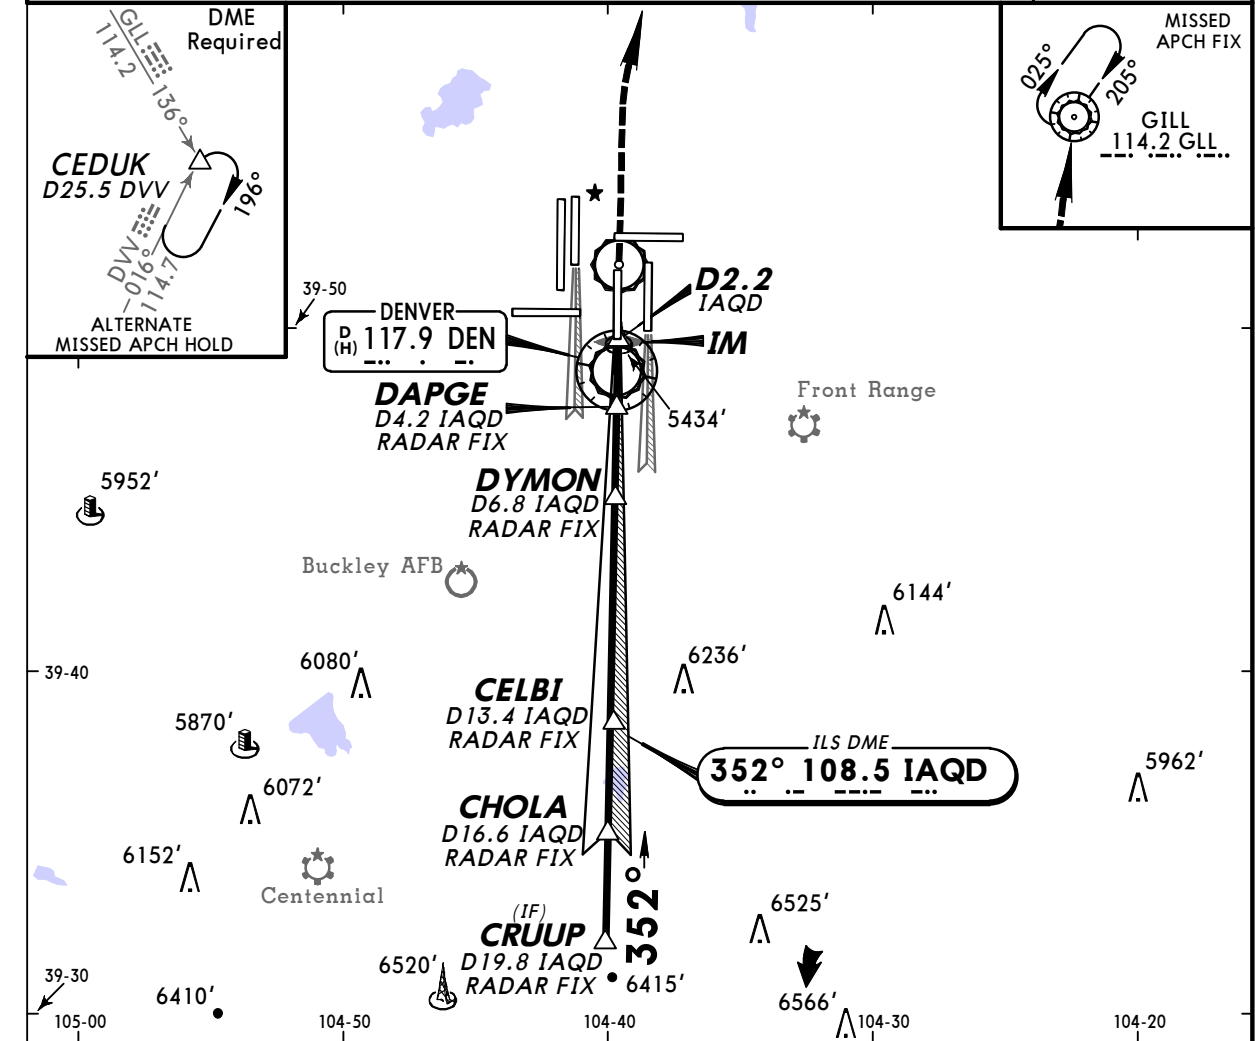 DME
Required
GLL
114.2
136°
CEDUK
D25.5 DVV
196°
DVV
016°
114.7
ALTERNATE
MISSED APCH HOLD
MISSED
APCH FIX
025°
205°
GILL
114.2 GLL
39-50
DENVER
D
(H) 117.9 DEN
D2.2
IAQD
IM
DAPGE
D4.2 IAQD
RADAR FIX
5434'
Front Range
DYMON
D6.8 IAQD
RADAR FIX
5952'
Buckley AFB
6144'
6080'
6236'
39-40
CELBI
D13.4 IAQD
RADAR FIX
5870'
ILS DME
352° 108.5 IAQD
5962'
6072'
CHOLA
D16.6 IAQD
RADAR FIX
6152'
Centennial
352°
(IF)
CRUUP
D19.8 IAQD
RADAR FIX
6525'
6520'
6415'
39-30
6410'
6566'
105-00
104-50
104-40
104-30
104-20